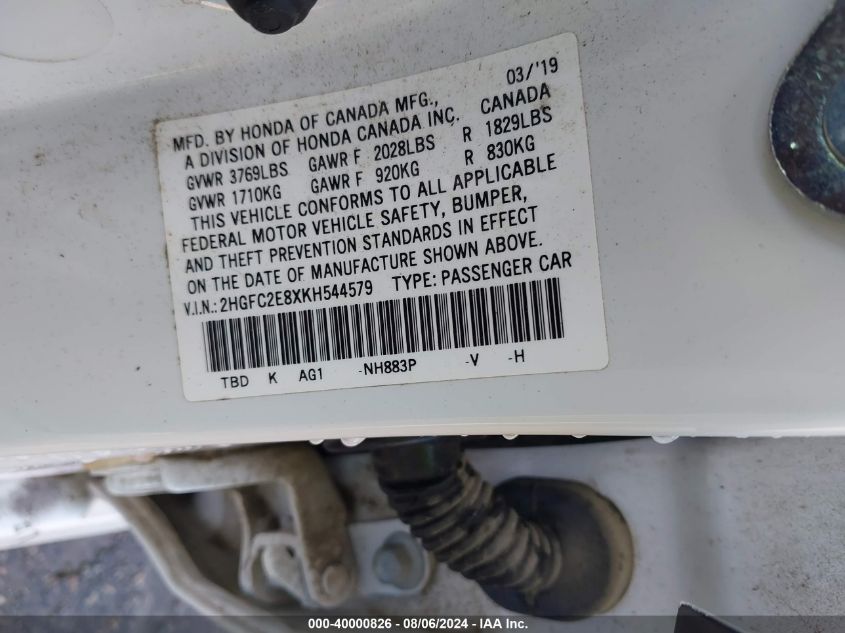 03/'19
MFD. BY HONDA OF CANADA MFG.,
A DIVISION OF HONDA CANADA INC. CANADA
GVWR 3769LBS GAWR F 2028LBS R 1829LBS
GVWR 1710KG GAWR F 920KG R 830KG
THIS VEHICLE CONFORMS TO ALL APPLICABLE
FEDERAL MOTOR VEHICLE SAFETY, BUMPER,
AND THEFT PREVENTION STANDARDS IN EFFECT
ON THE DATE OF MANUFACTURE SHOWN ABOVE.
V.I.N.: 2HGFC2E8XKH544579 TYPE: PASSENGER CAR
TBD K AG1 -NH883P -V -H
000-40000826 - 08/06/2024 - IAA Inc.